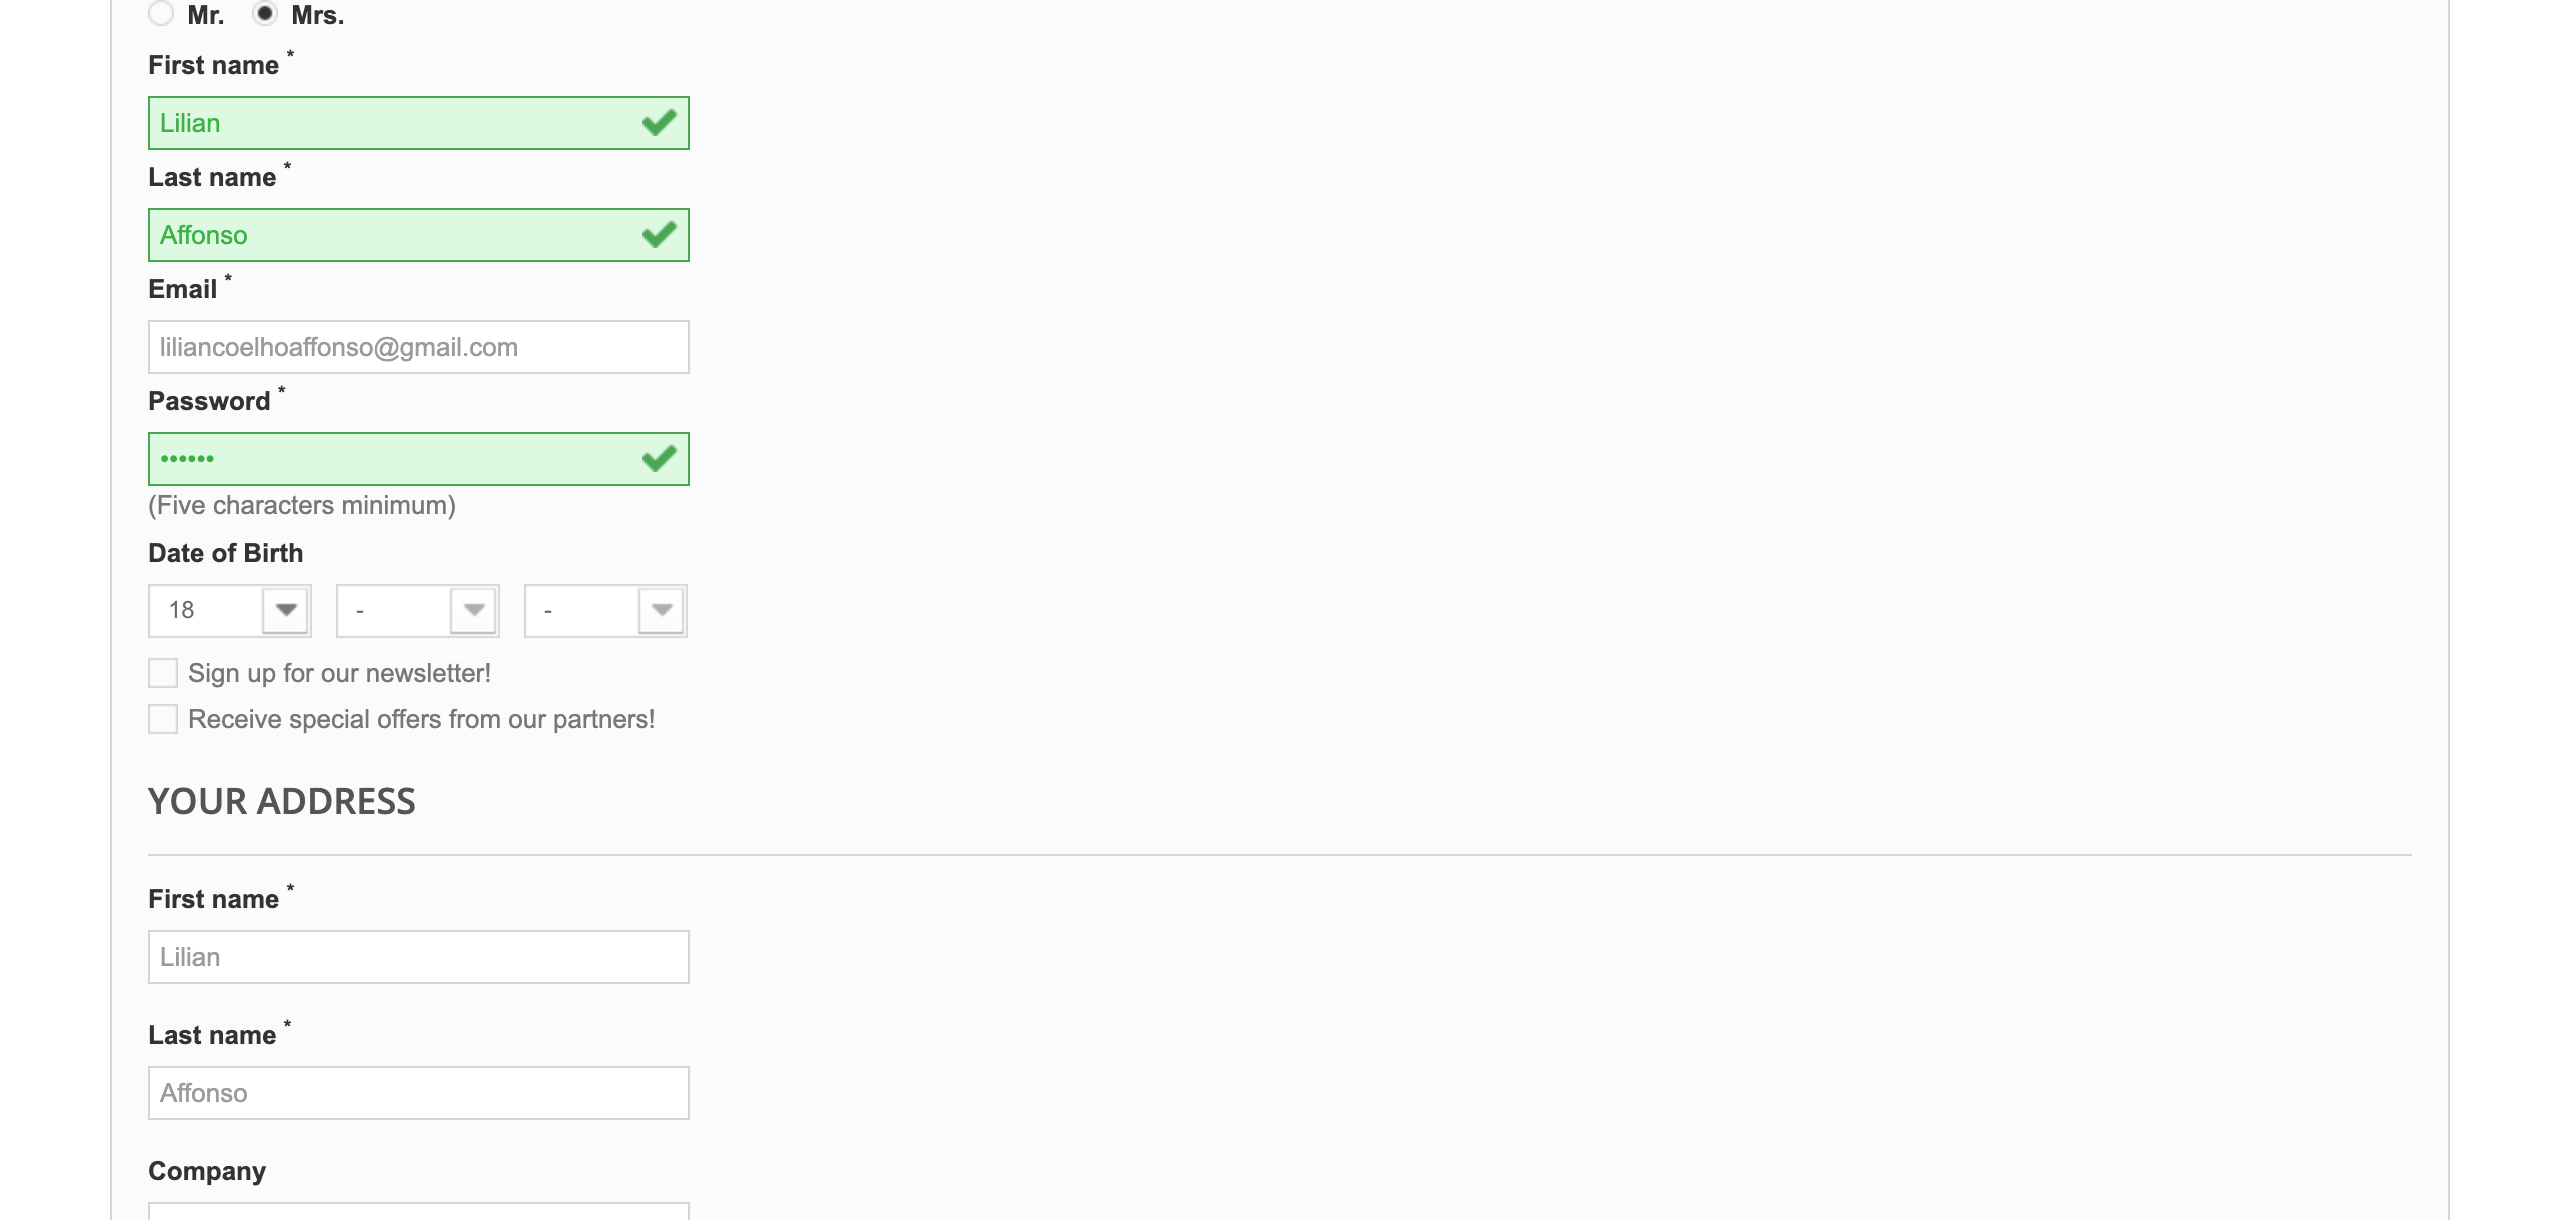 Mr. Mrs.
First name *
Lilian
Last name *
Affonso
Email *
liliancoelhoaffonso@gmail.com
Password *
••••••
(Five characters minimum)
Date of Birth
18 - -
Sign up for our newsletter!
Receive special offers from our partners!
YOUR ADDRESS
First name *
Lilian
Last name *
Affonso
Company